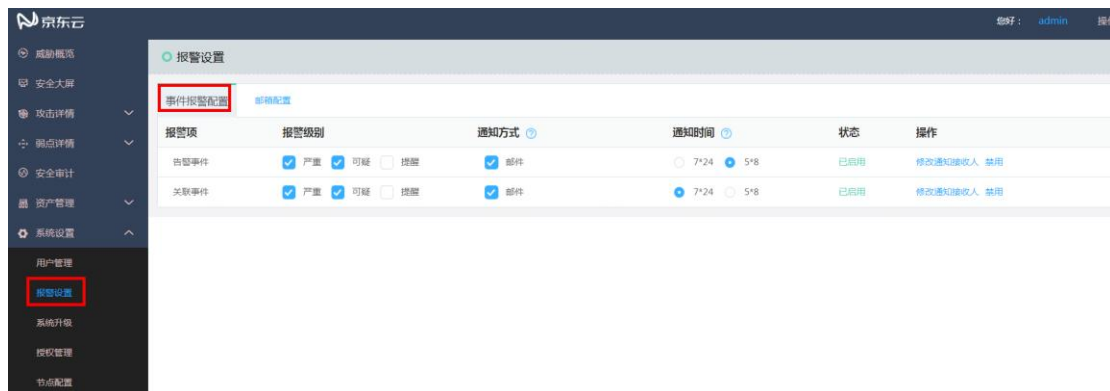 京东云
您好： admin
威胁概览
安全大屏
攻击详情
弱点详情
安全审计
资产管理
系统设置
用户管理
报警设置
系统升级
授权管理
节点配置
报警设置
事件报警配置 邮箱配置
报警项 报警级别 通知方式 通知时间 状态 操作
告警事件 严重 可疑 提醒 邮件 7*24 5*8 已启用 修改通知接收人 禁用
关联事件 严重 可疑 提醒 邮件 7*24 5*8 已启用 修改通知接收人 禁用